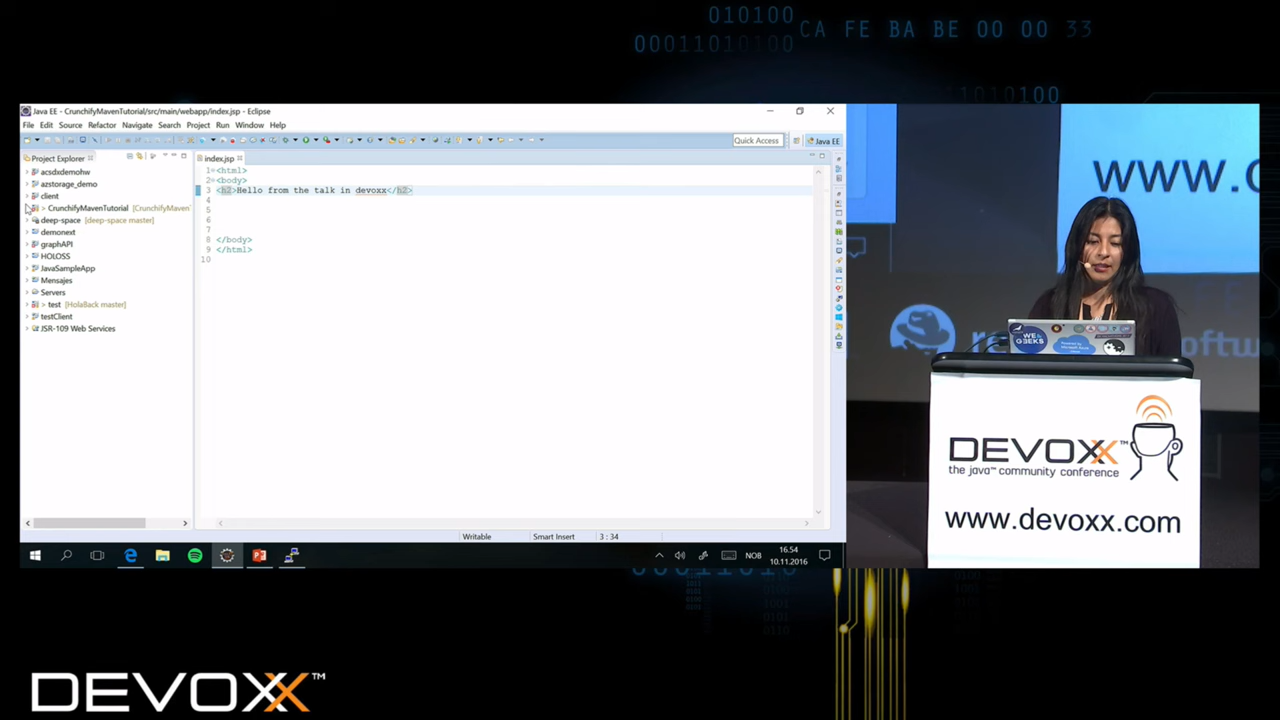 010100
00011010100
CA FE BA BE 00 00 33
1010100
Java EE - CrunchifyMavenTutorial/src/main/webapp/index.jsp - Eclipse
File Edit Source Refactor Navigate Search Project Run Window Help
Quick Access
Java EE
Project Explorer
index.jsp
acsdxdemohw
azstorage_demo
client
> CrunchifyMavenTutorial [CrunchifyMaven
deep-space [deep-space master]
demonext
graphAPI
HOLOSS
JavaSampleApp
Mensajes
Servers
> test [HolaBack master]
testClient
JSR-109 Web Services
1 <html>
2 <body>
3 <h2>Hello from the talk in devoxx</h2>
4
5
6
7
8 </body>
9 </html>
10
Writable
Smart Insert
3 : 34
NOB
16.54
10.11.2016
www.
WE GEEKS
DEVOXX™
the java™ community conference
www.devoxx.com
DEVOXX™